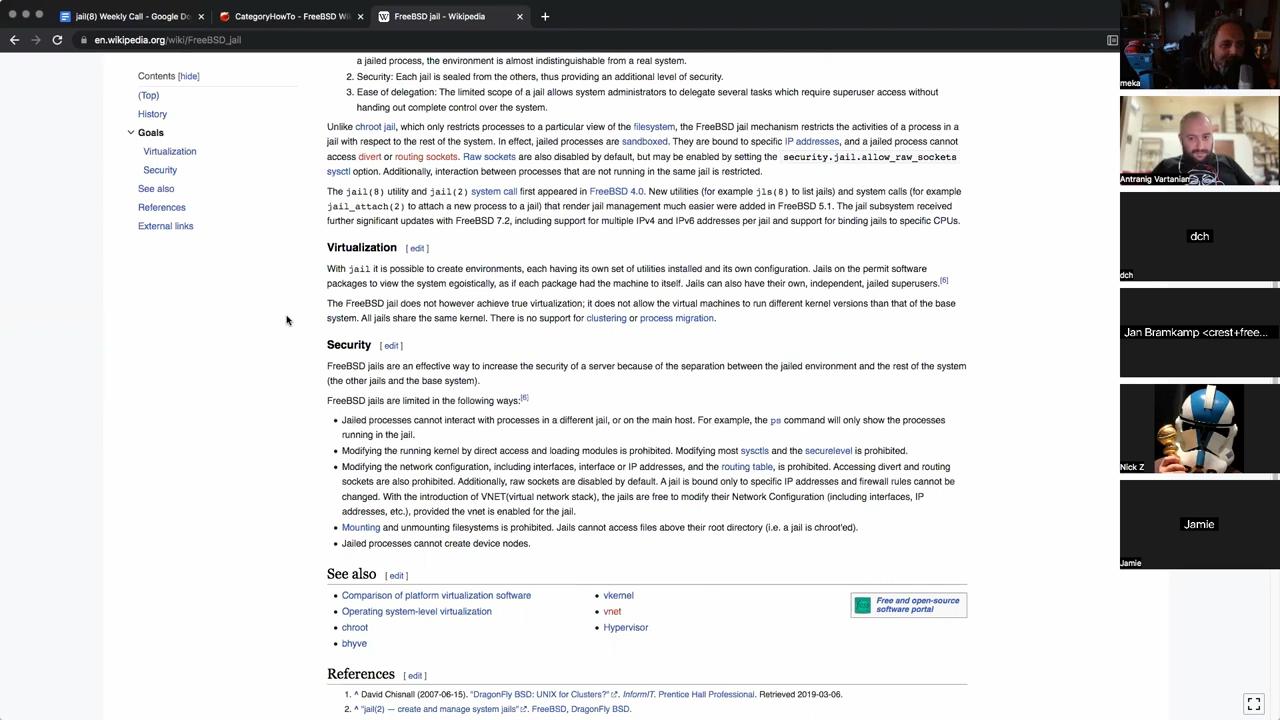 jail(8) Weekly Call - Google Do
CategoryHowTo - FreeBSD Wi
FreeBSD jail - Wikipedia
en.wikipedia.org/wiki/FreeBSD_jail
Contents [hide]
(Top)
History
Goals
Virtualization
Security
See also
References
External links
a jailed process, the environment is almost indistinguishable from a real system.
2. Security: Each jail is sealed from the others, thus providing an additional level of security.
3. Ease of delegation: The limited scope of a jail allows system administrators to delegate several tasks which require superuser access without
handing out complete control over the system.
Unlike chroot jail, which only restricts processes to a particular view of the filesystem, the FreeBSD jail mechanism restricts the activities of a process in a
jail with respect to the rest of the system. In effect, jailed processes are sandboxed. They are bound to specific IP addresses, and a jailed process cannot
access divert or routing sockets. Raw sockets are also disabled by default, but may be enabled by setting the security.jail.allow_raw_sockets
sysctl option. Additionally, interaction between processes that are not running in the same jail is restricted.
The jail(8) utility and jail(2) system call first appeared in FreeBSD 4.0. New utilities (for example jls(8) to list jails) and system calls (for example
jail_attach(2) to attach a new process to a jail) that render jail management much easier were added in FreeBSD 5.1. The jail subsystem received
further significant updates with FreeBSD 7.2, including support for multiple IPv4 and IPv6 addresses per jail and support for binding jails to specific CPUs.
Virtualization [ edit ]
With jail it is possible to create environments, each having its own set of utilities installed and its own configuration. Jails on the permit software
packages to view the system egoistically, as if each package had the machine to itself. Jails can also have their own, independent, jailed superusers.[6]
The FreeBSD jail does not however achieve true virtualization; it does not allow the virtual machines to run different kernel versions than that of the base
system. All jails share the same kernel. There is no support for clustering or process migration.
Security [ edit ]
FreeBSD jails are an effective way to increase the security of a server because of the separation between the jailed environment and the rest of the system
(the other jails and the base system).
FreeBSD jails are limited in the following ways:[6]
• Jailed processes cannot interact with processes in a different jail, or on the main host. For example, the ps command will only show the processes
running in the jail.
• Modifying the running kernel by direct access and loading modules is prohibited. Modifying most sysctls and the securelevel is prohibited.
• Modifying the network configuration, including interfaces, interface or IP addresses, and the routing table, is prohibited. Accessing divert and routing
sockets are also prohibited. Additionally, raw sockets are disabled by default. A jail is bound only to specific IP addresses and firewall rules cannot be
changed. With the introduction of VNET(virtual network stack), the jails are free to modify their Network Configuration (including interfaces, IP
addresses, etc.), provided the vnet is enabled for the jail.
• Mounting and unmounting filesystems is prohibited. Jails cannot access files above their root directory (i.e. a jail is chroot'ed).
• Jailed processes cannot create device nodes.
See also [ edit ]
• Comparison of platform virtualization software
• Operating system-level virtualization
• chroot
• bhyve
• vkernel
• vnet
• Hypervisor
Free and open-source
software portal
References [ edit ]
1. ^ David Chisnall (2007-06-15). "DragonFly BSD: UNIX for Clusters?". InformIT. Prentice Hall Professional. Retrieved 2019-03-06.
2. ^ "jail(2) — create and manage system jails". FreeBSD, DragonFly BSD.
meka
Antranig Vartanian
dch
dch
Jan Bramkamp <crest+free...
Nick Z
Jamie
Jamie